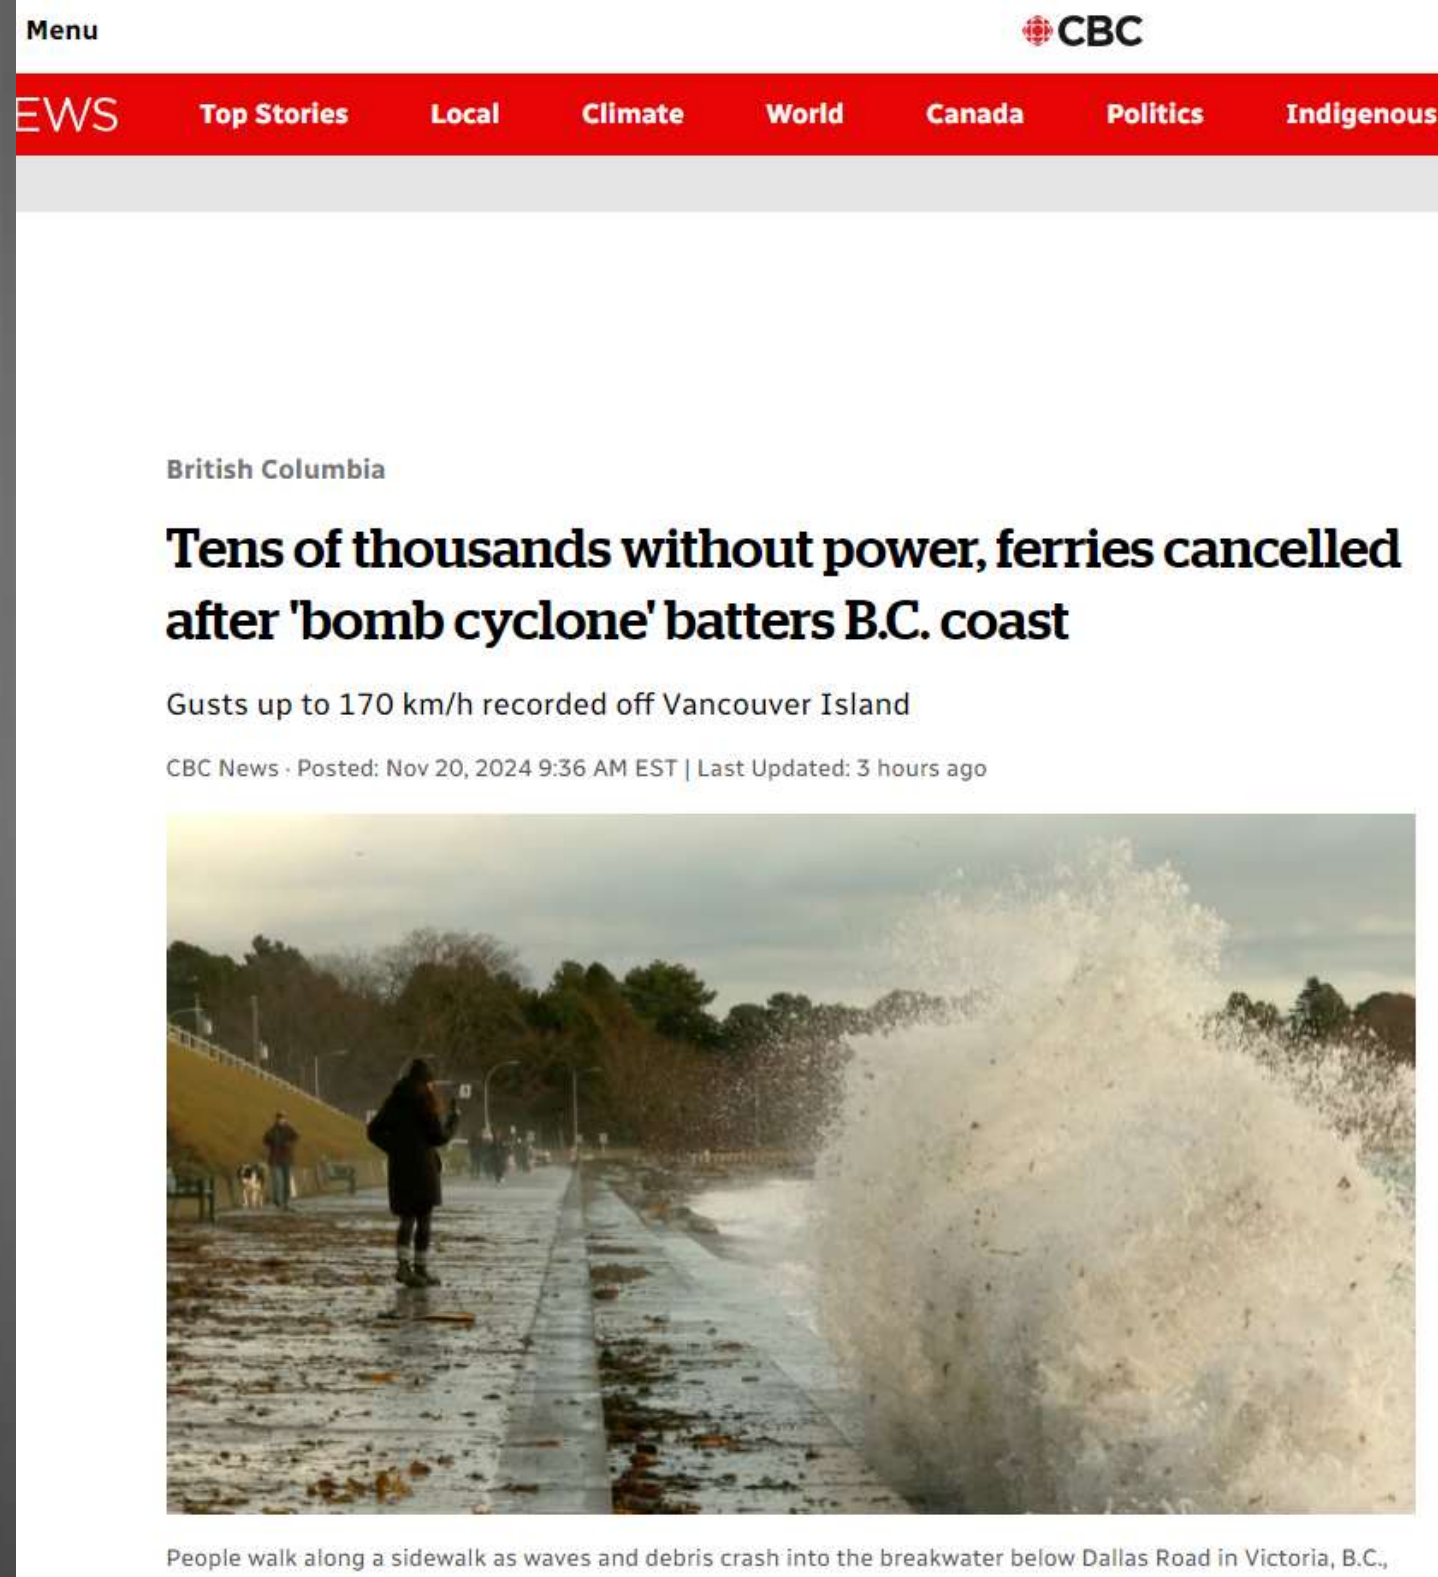 Menu
CBC
EWS Top Stories Local Climate World Canada Politics Indigenous
British Columbia
Tens of thousands without power, ferries cancelled
after 'bomb cyclone' batters B.C. coast
Gusts up to 170 km/h recorded off Vancouver Island
CBC News · Posted: Nov 20, 2024 9:36 AM EST | Last Updated: 3 hours ago
People walk along a sidewalk as waves and debris crash into the breakwater below Dallas Road in Victoria, B.C.,